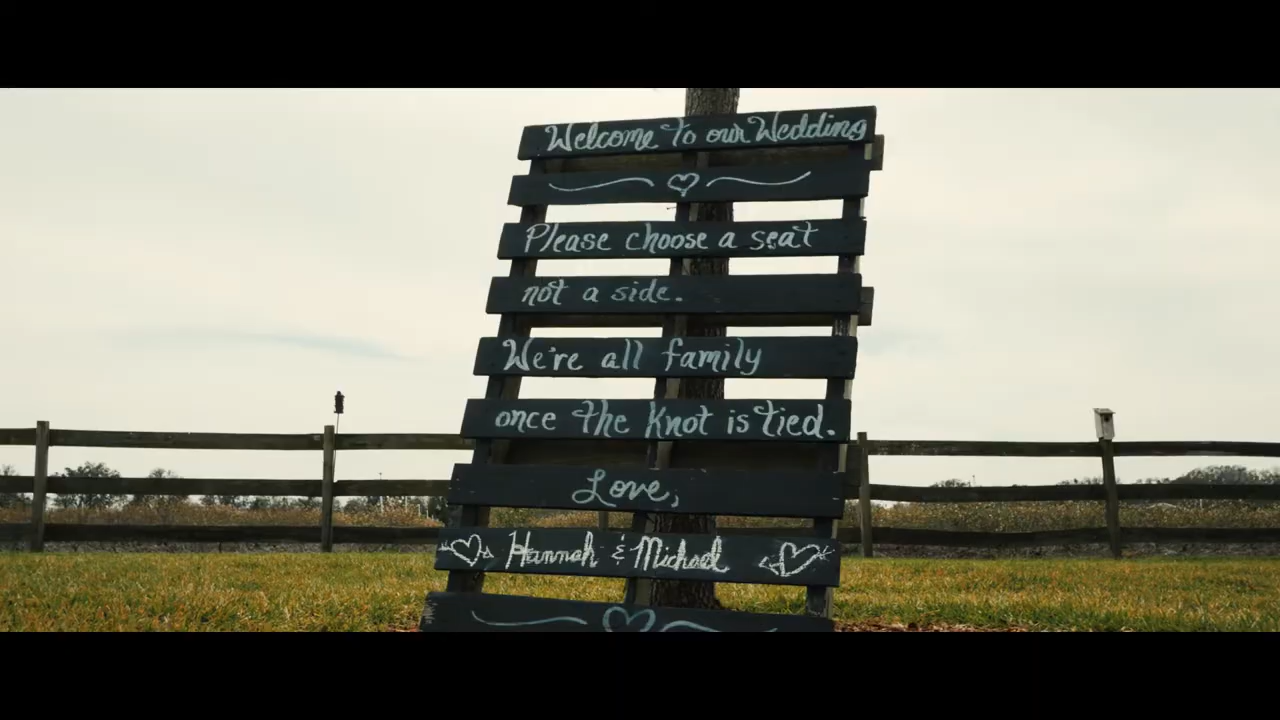 Welcome to our Wedding
Please choose a seat
not a side.
We're all family
once the Knot is tied.
Love,
Hannah & Michael